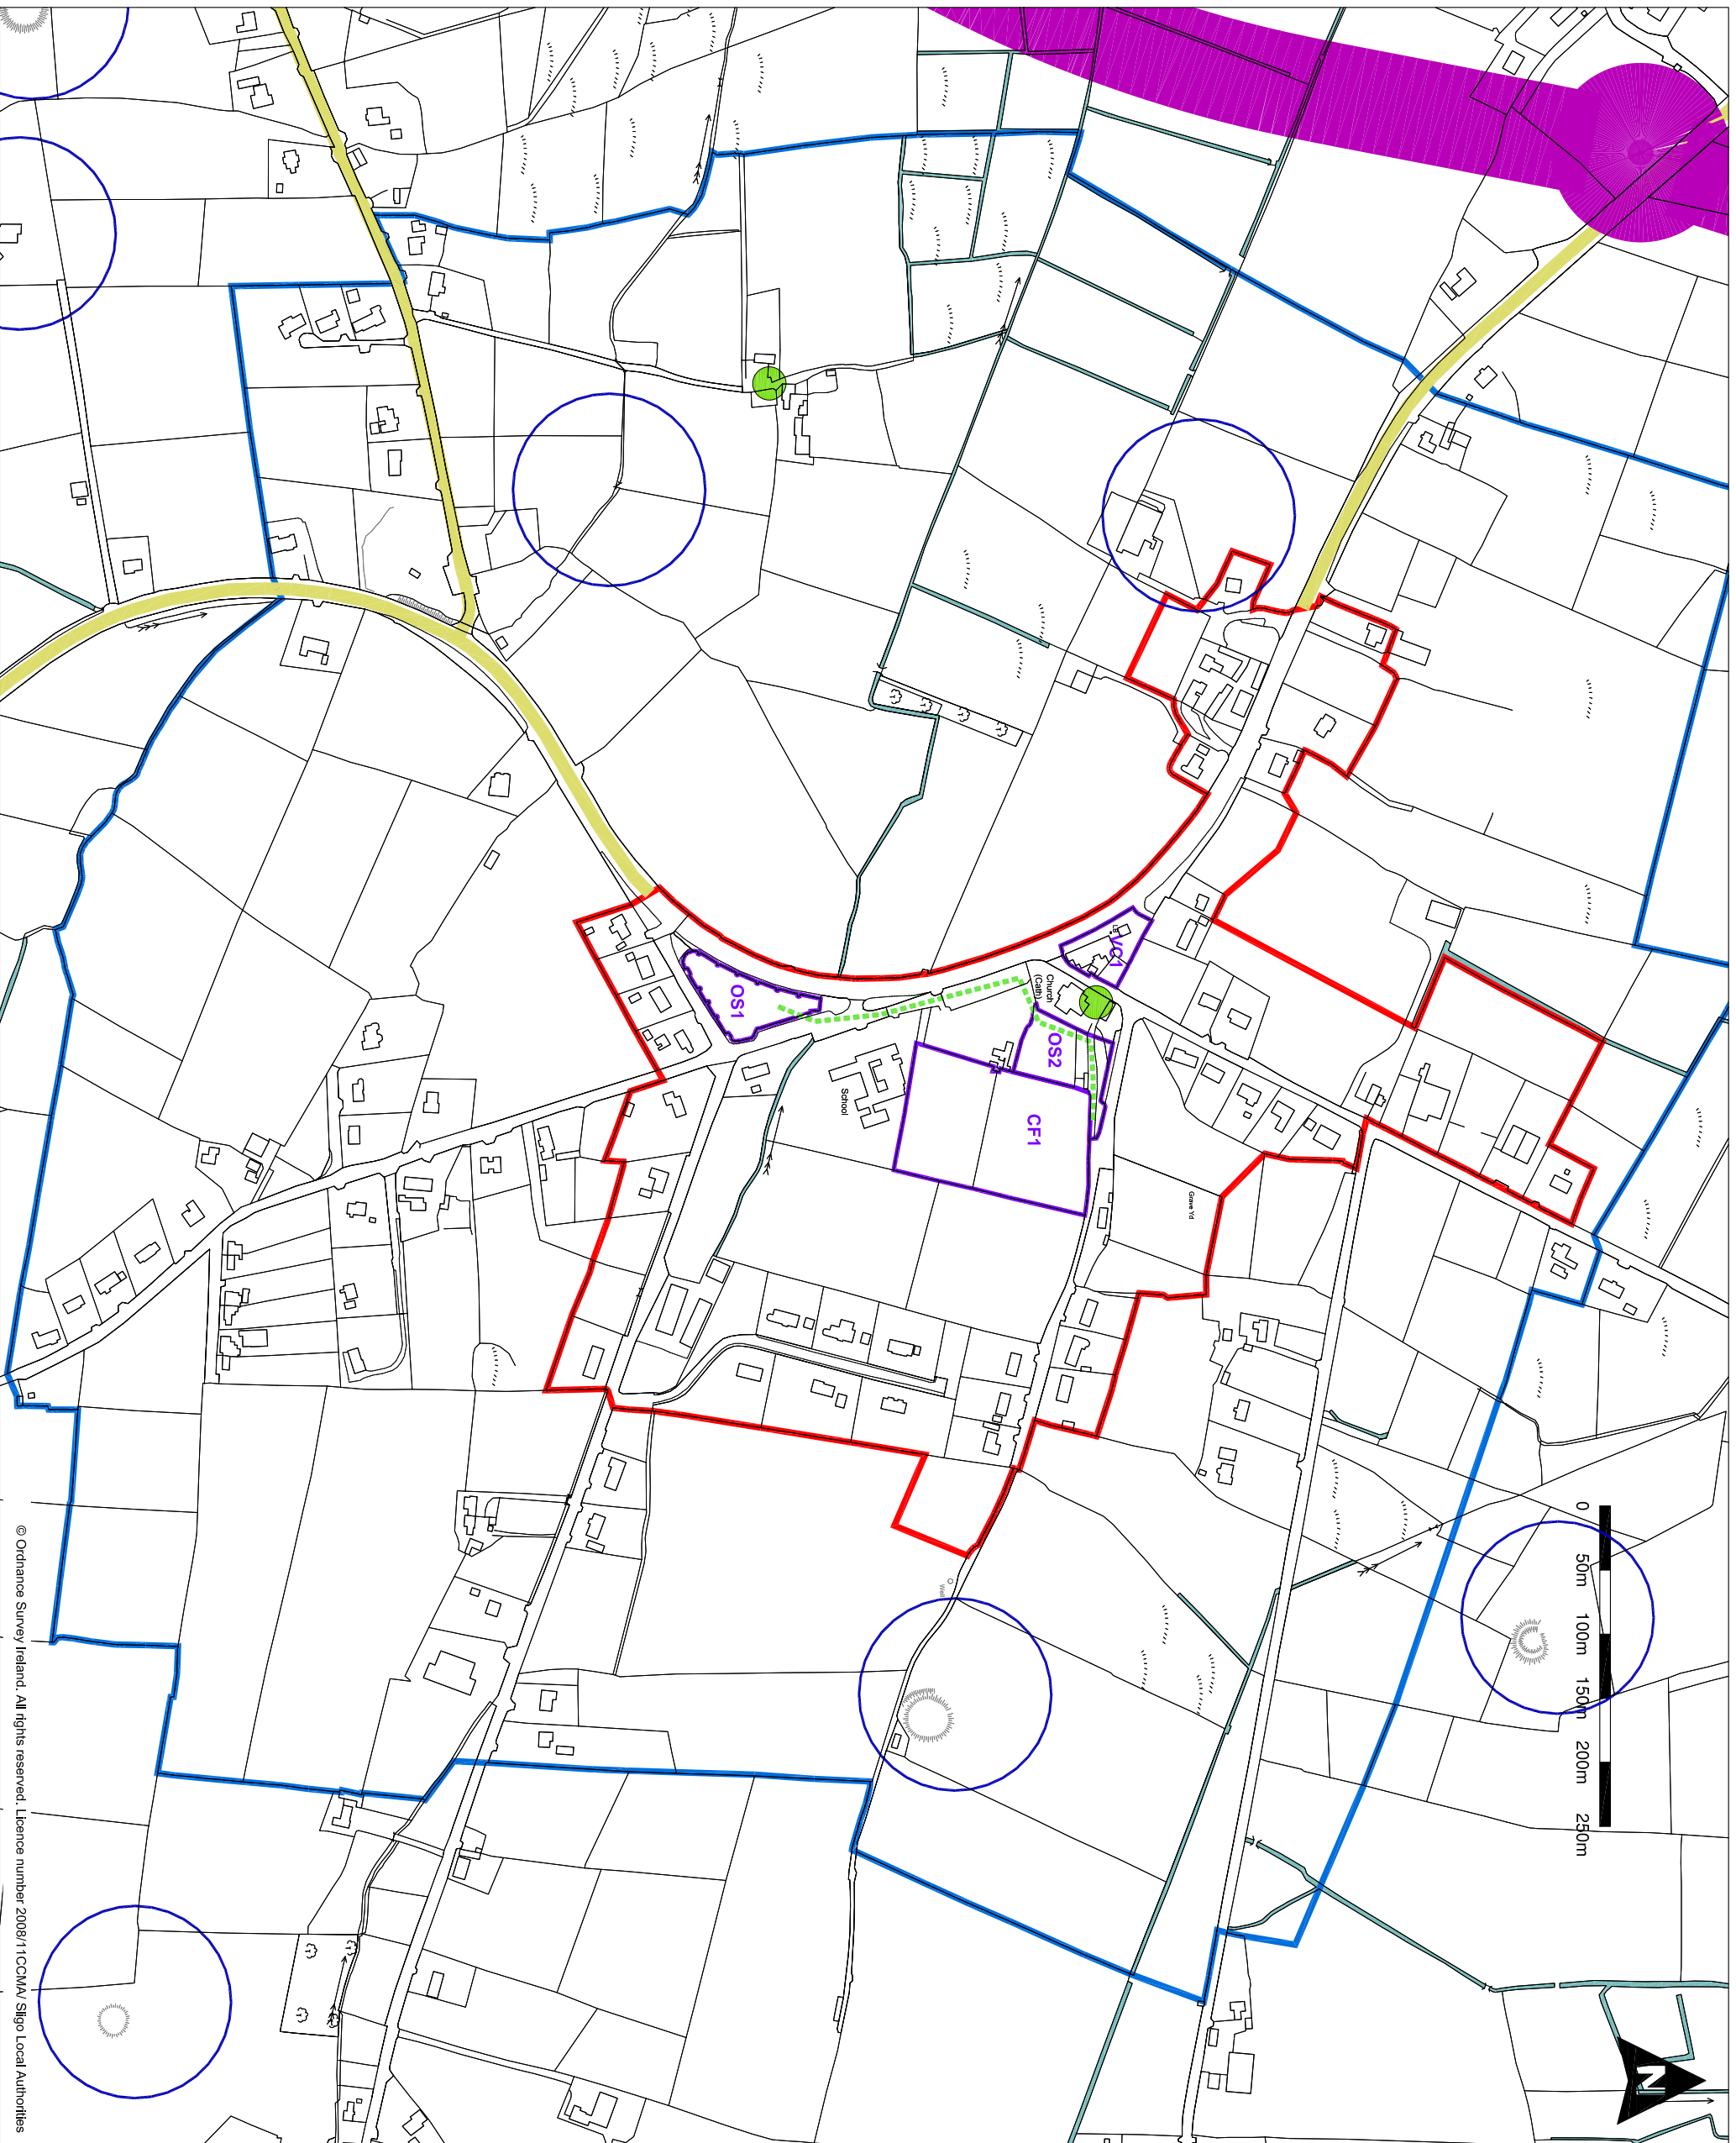 VC1
OS1
Church
(Cath)
OS2
CF1
School
Grave Yd
Well
0 50m 100m 150m 200m 250m
N
© Ordnance Survey Ireland. All rights reserved. Licence number 2008/11CCMA/ Sligo Local Authorities